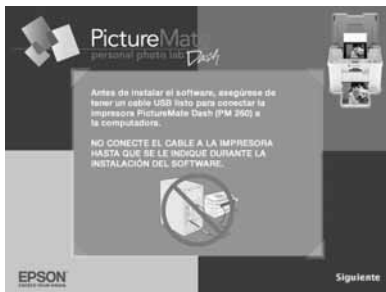 PictureMate
personal photo lab
Dash
Antes de instalar el software, asegúrese de
tener un cable USB listo para conectar la
impresora PictureMate Dash (PM 260) a
la computadora.
NO CONECTE EL CABLE A LA IMPRESORA
HASTA QUE SE LE INDIQUE DURANTE LA
INSTALACIÓN DEL SOFTWARE.
EPSON
Siguiente